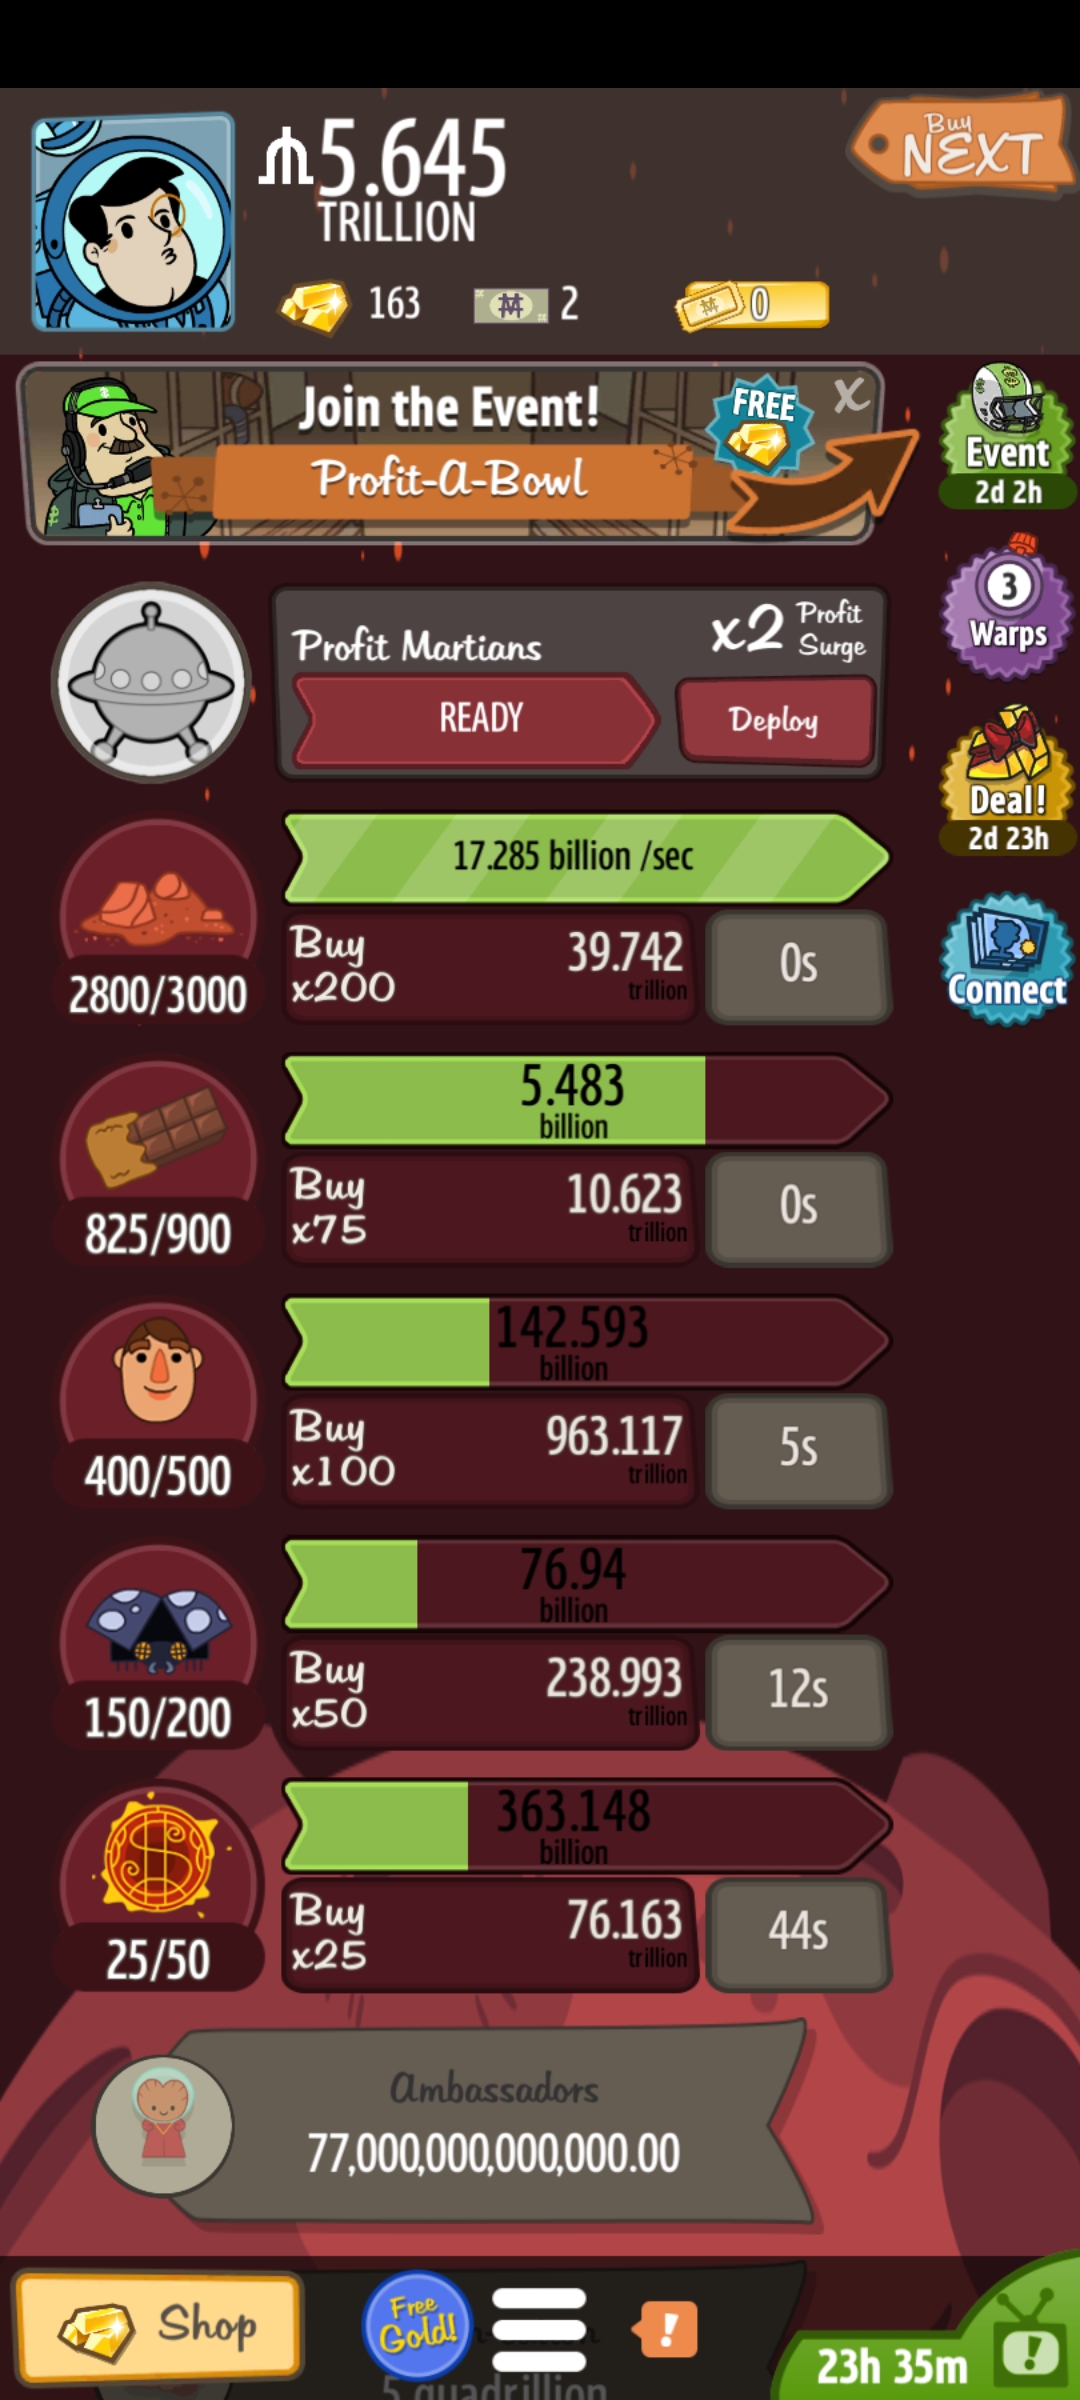 5.645
TRILLION
Buy
NEXT
163
2
0
Join the Event!
Profit-A-Bowl
FREE
X
Event
2d 2h
3
Warps
Profit Martians
x2 Profit
Surge
READY
Deploy
Deal!
2d 23h
17.285 billion /sec
2800/3000
Buy
x200
39.742
trillion
0s
Connect
5.483
billion
825/900
Buy
x75
10.623
trillion
0s
142.593
billion
400/500
Buy
x100
963.117
trillion
5s
76.94
billion
150/200
Buy
x50
238.993
trillion
12s
363.148
billion
25/50
Buy
x25
76.163
trillion
44s
Ambassadors
77,000,000,000,000.00
Shop
Free
Gold!
!
23h 35m
!
5 quadrillion